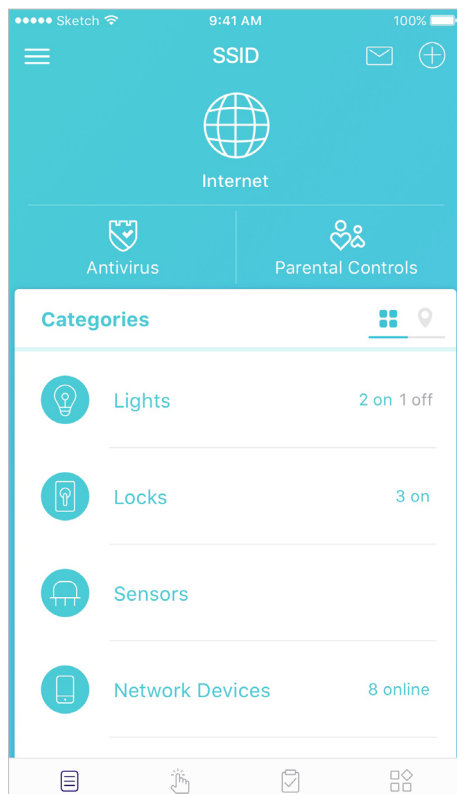 Sketch 9:41 AM 100%
SSID
Internet
Antivirus Parental Controls
Categories
Lights 2 on 1 off
Locks 3 on
Sensors
Network Devices 8 online